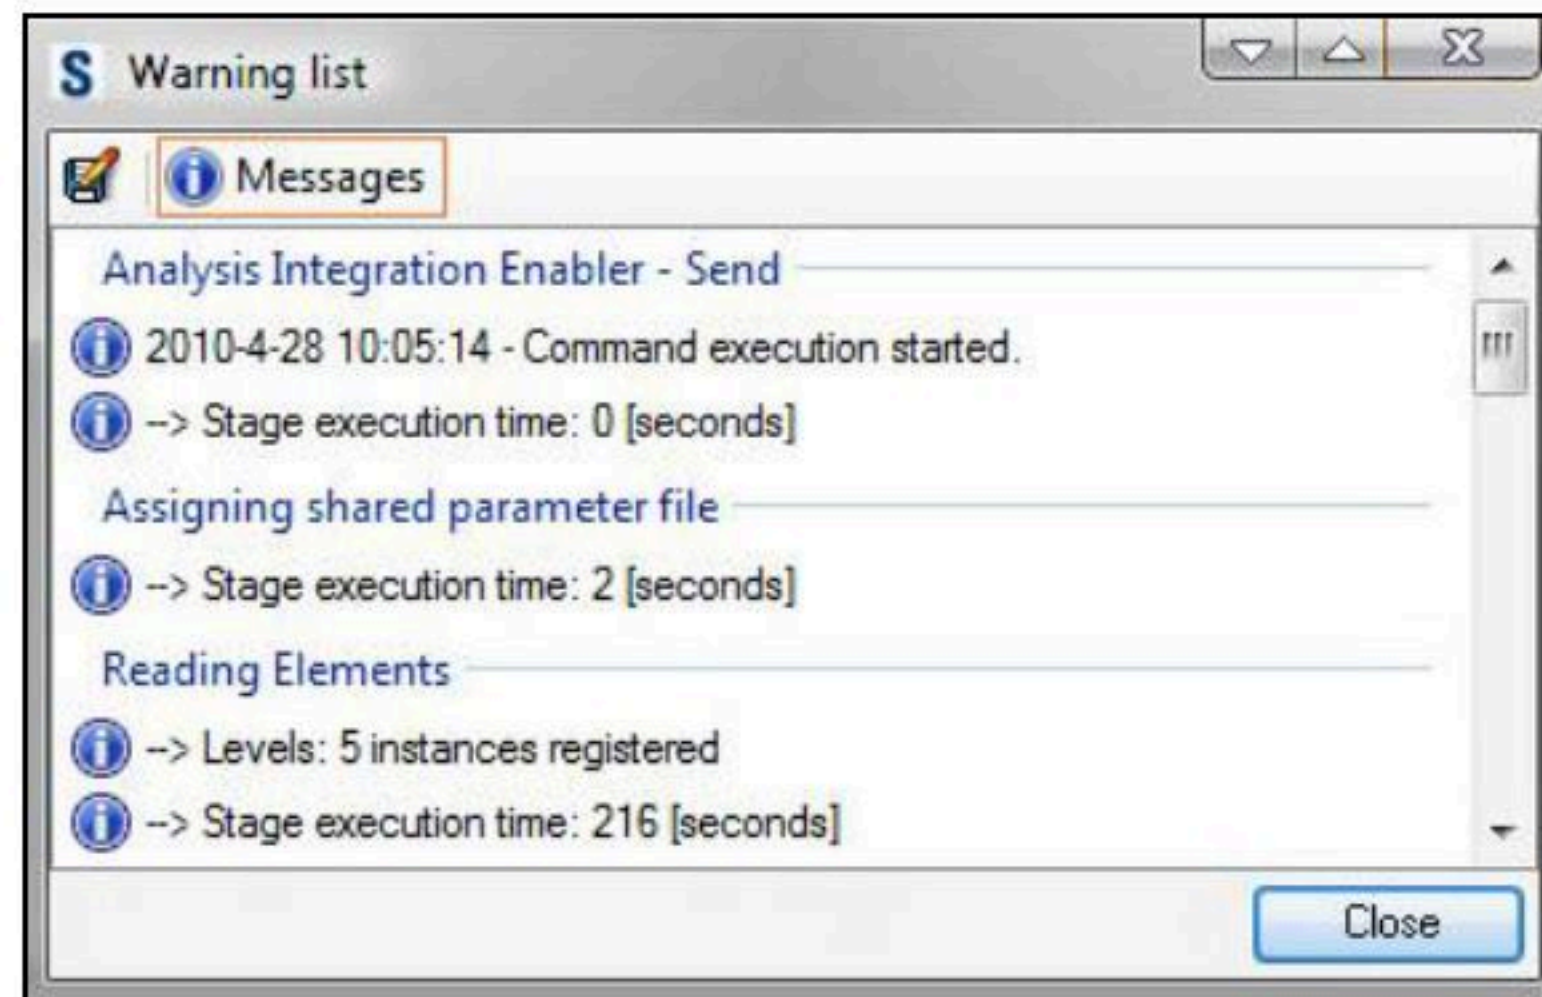 S Warning list
Messages
Analysis Integration Enabler - Send
2010-4-28 10:05:14 - Command execution started.
--> Stage execution time: 0 [seconds]
Assigning shared parameter file
--> Stage execution time: 2 [seconds]
Reading Elements
--> Levels: 5 instances registered
--> Stage execution time: 216 [seconds]
Close